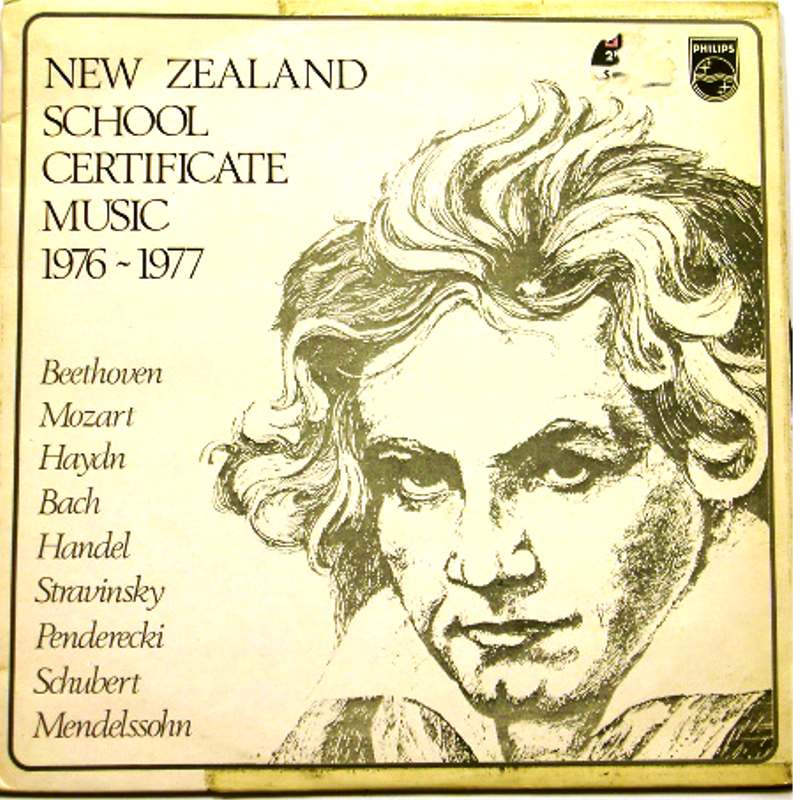 NEW ZEALAND
SCHOOL
CERTIFICATE
MUSIC
1976 ~ 1977
PHILIPS
Beethoven
Mozart
Haydn
Bach
Handel
Stravinsky
Penderecki
Schubert
Mendelssohn